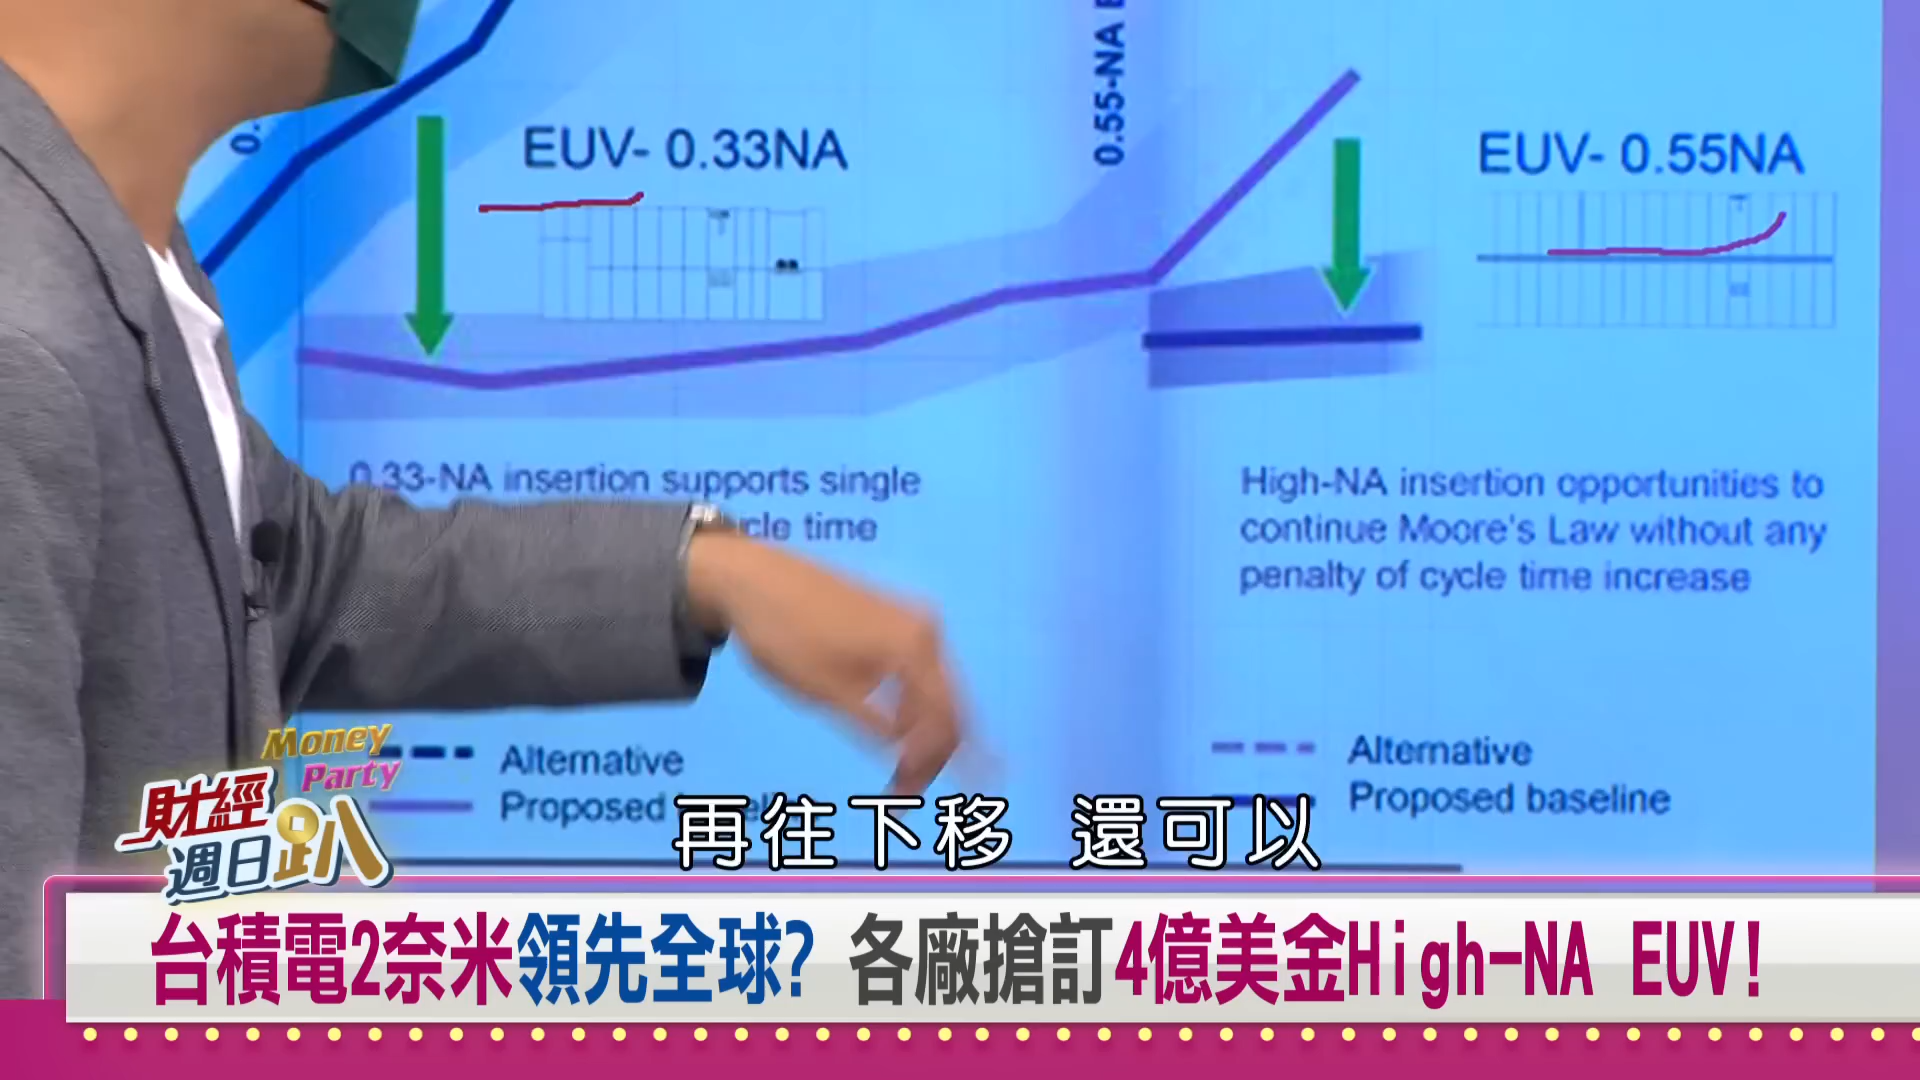 0.
0.55-NA
EUV- 0.33NA
EUV- 0.55NA
0.33-NA insertion supports single
cle time
High-NA insertion opportunities to
continue Moore's Law without any
penalty of cycle time increase
Alternative
Proposed
Alternative
Proposed baseline
Money
Party
財經
週日趴
再往下移 還可以
台積電2奈米領先全球? 各廠搶訂4億美金High-NA EUV!